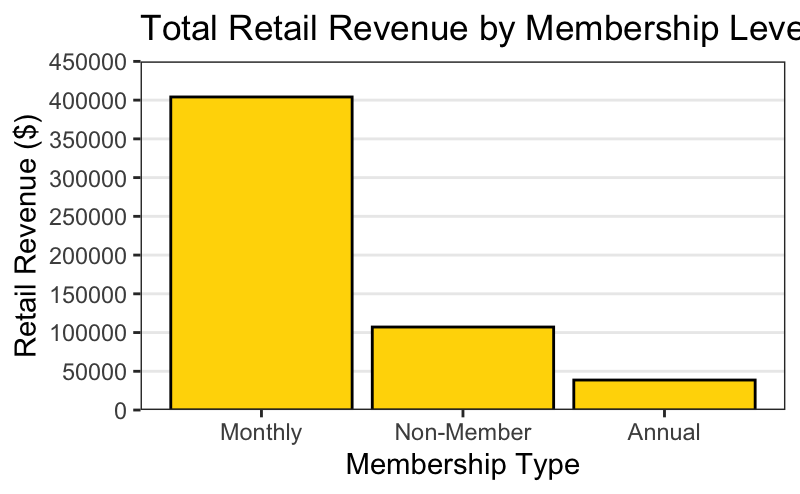 Total Retail Revenue by Membership Leve
450000
400000
350000
300000
250000
200000
150000
100000
50000
0
Retail Revenue ($)
Monthly Non-Member Annual
Membership Type